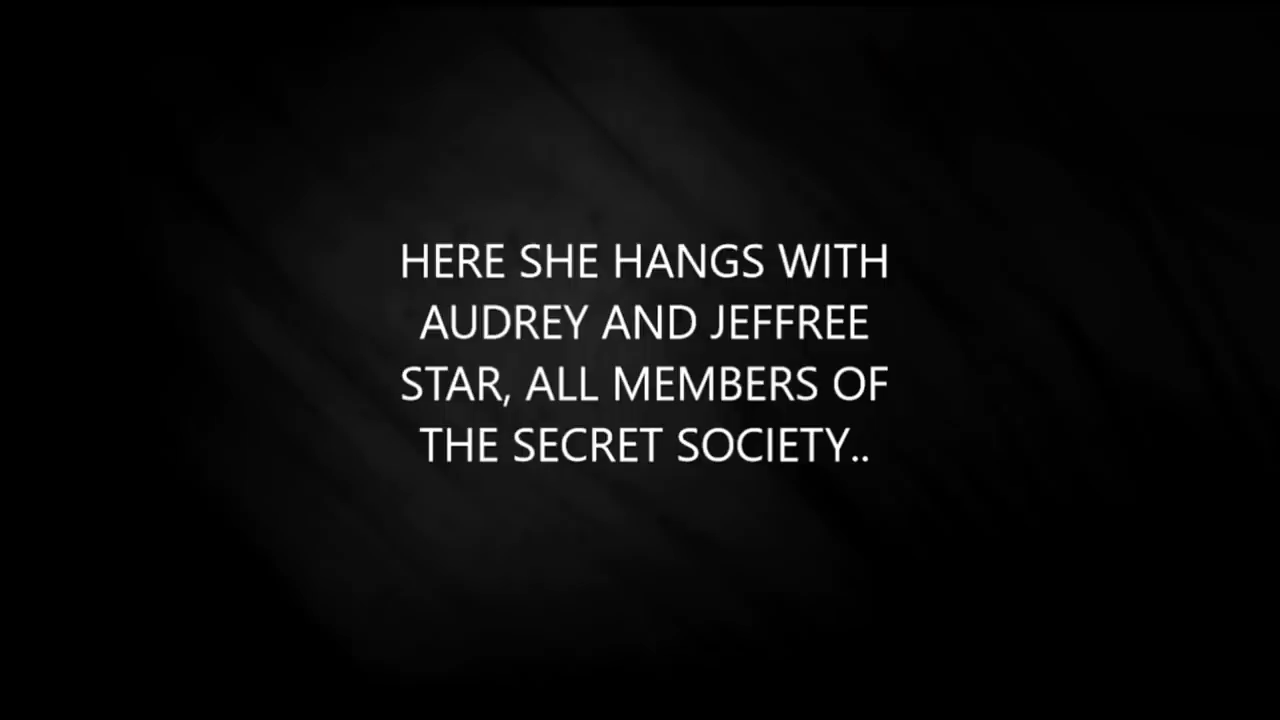 HERE SHE HANGS WITH
AUDREY AND JEFFREE
STAR, ALL MEMBERS OF
THE SECRET SOCIETY..